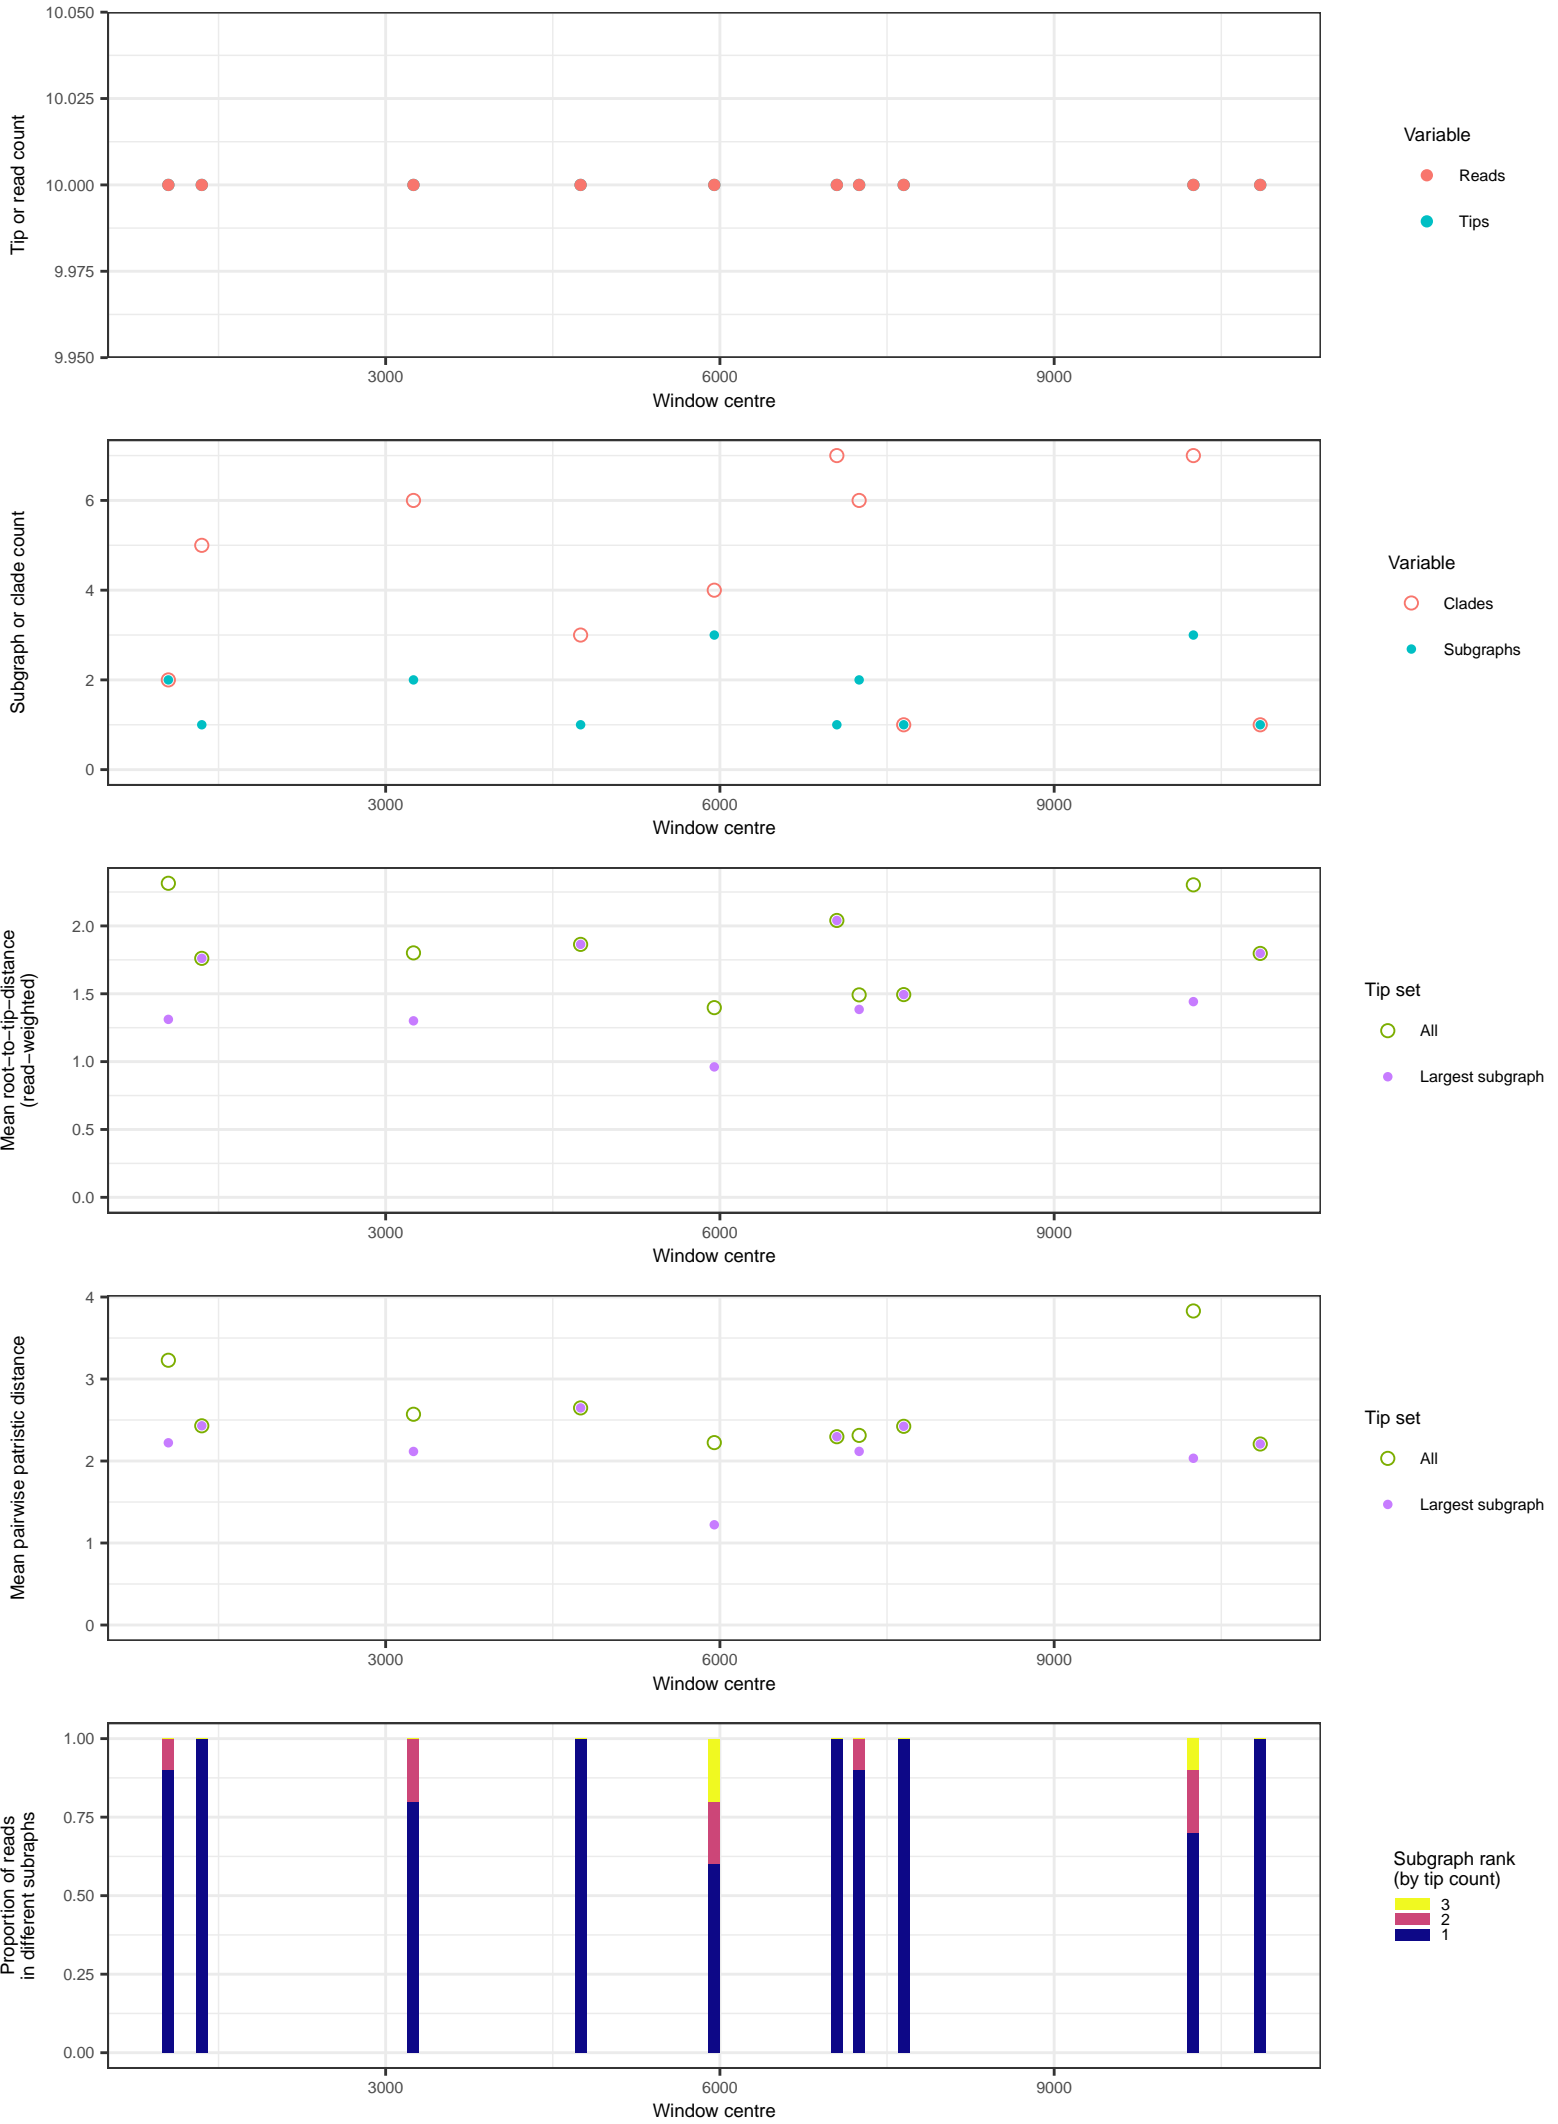 10.050
10.025
10.000
9.975
9.950
Tip or read count
3000 6000 9000
Window centre
Variable
Reads
Tips
6
4
2
0
Subgraph or clade count
3000 6000 9000
Window centre
Variable
Clades
Subgraphs
2.0
1.5
1.0
0.5
0.0
Mean root−to−tip−distance
(read−weighted)
3000 6000 9000
Window centre
Tip set
All
Largest subgraph
4
3
2
1
0
Mean pairwise patristic distance
3000 6000 9000
Window centre
Tip set
All
Largest subgraph
1.00
0.75
0.50
0.25
0.00
Proportion of reads
in different subraphs
3000 6000 9000
Window centre
Subgraph rank
(by tip count)
3
2
1